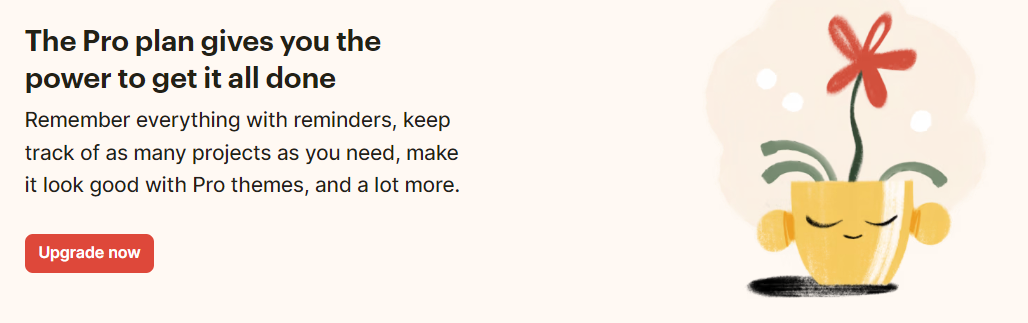 The Pro plan gives you the
power to get it all done
Remember everything with reminders, keep
track of as many projects as you need, make
it look good with Pro themes, and a lot more.
Upgrade now